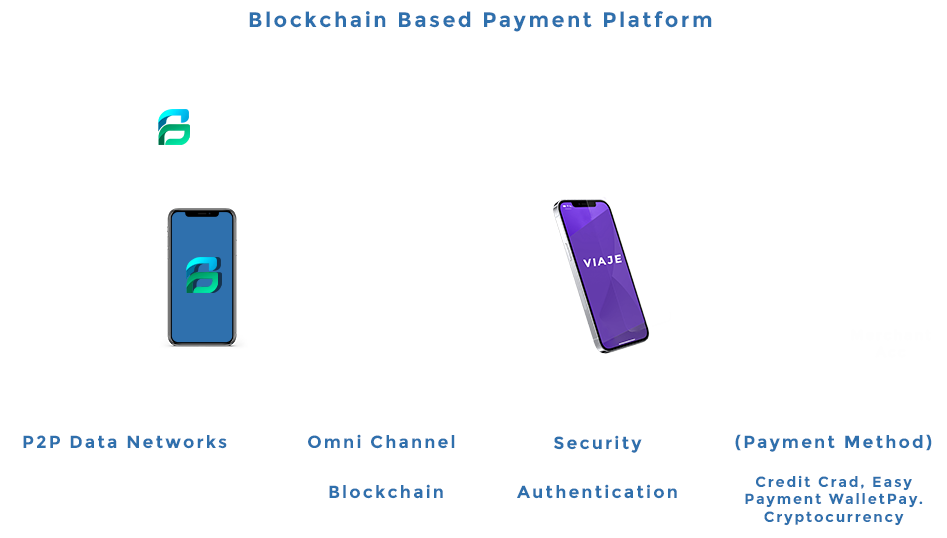 Blockchain Based Payment Platform
VIAJE
P2P Data Networks
Omni Channel
Security
(Payment Method)
Blockchain
Authentication
Credit Crad, Easy
Payment WalletPay.
Cryptocurrency